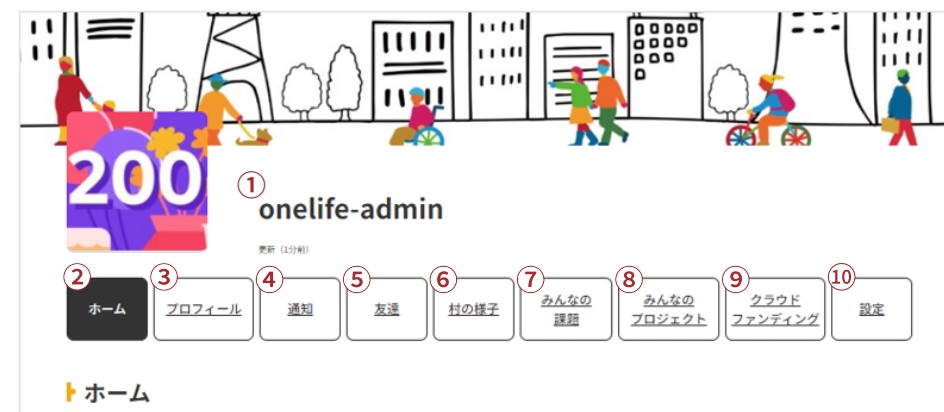 200
①
onelife-admin
更新（1分前）
② ③ ④ ⑤ ⑥ ⑦ ⑧ ⑨ ⑩
ホーム
プロフィール
通知
友達
村の様子
みんなの
課題
みんなの
プロジェクト
クラウド
ファンディング
設定
ホーム